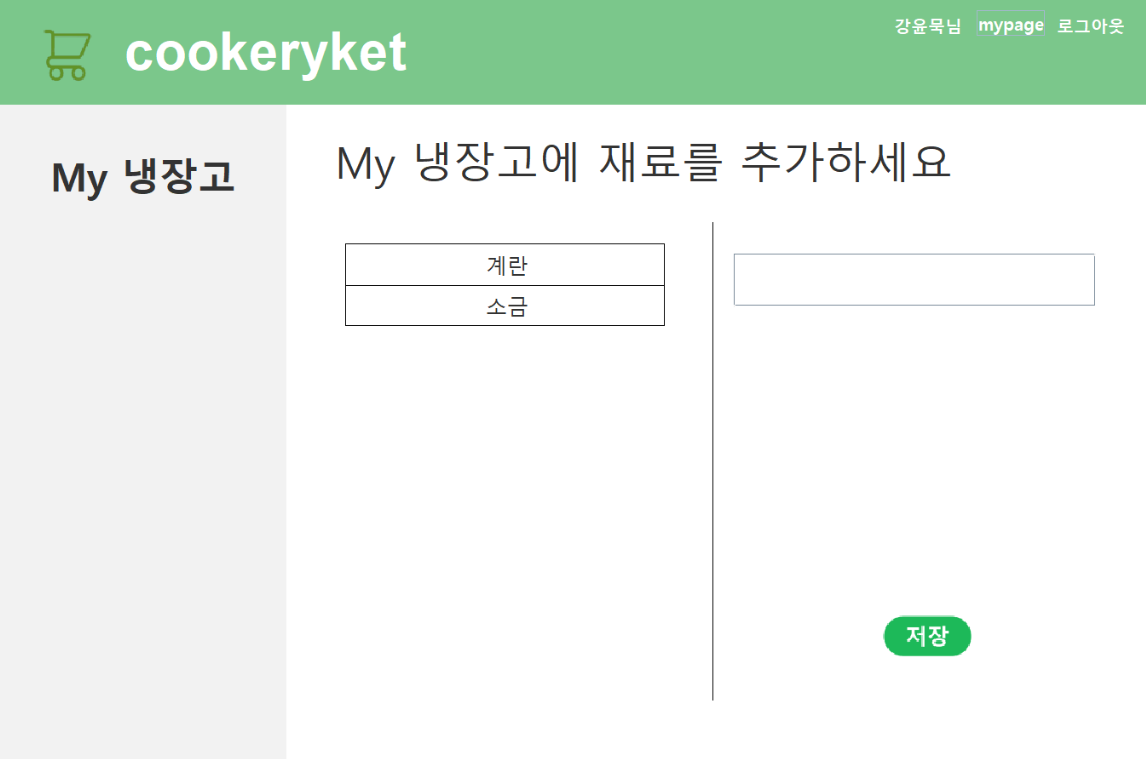 cookeryket
강윤묵님 mypage 로그아웃
My 냉장고
My 냉장고에 재료를 추가하세요
계란
소금
저장